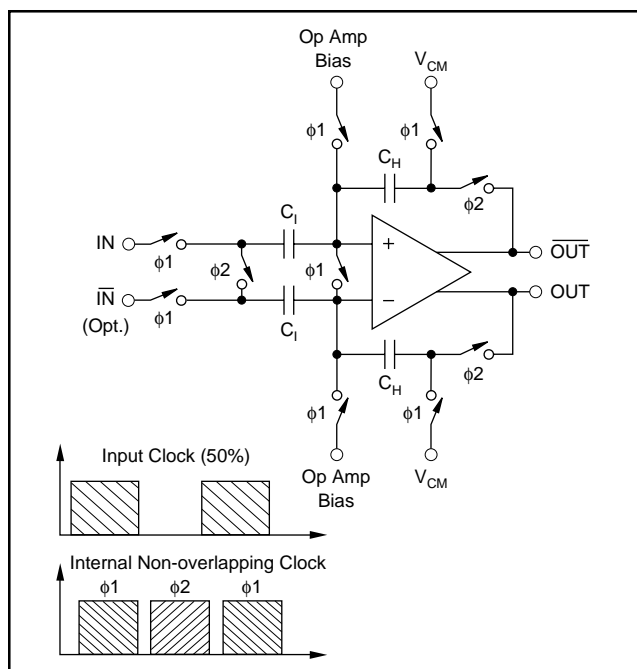 Op Amp
Bias
V_CM
ϕ1
ϕ1
C_H
ϕ2
C_I
IN
ϕ1
ϕ2
ϕ1
+
OUT̅
I̅N̅
(Opt.)
ϕ1
C_I
−
OUT
C_H
ϕ2
ϕ1
ϕ1
Op Amp
Bias
V_CM
Input Clock (50%)
Internal Non-overlapping Clock
ϕ1 ϕ2 ϕ1